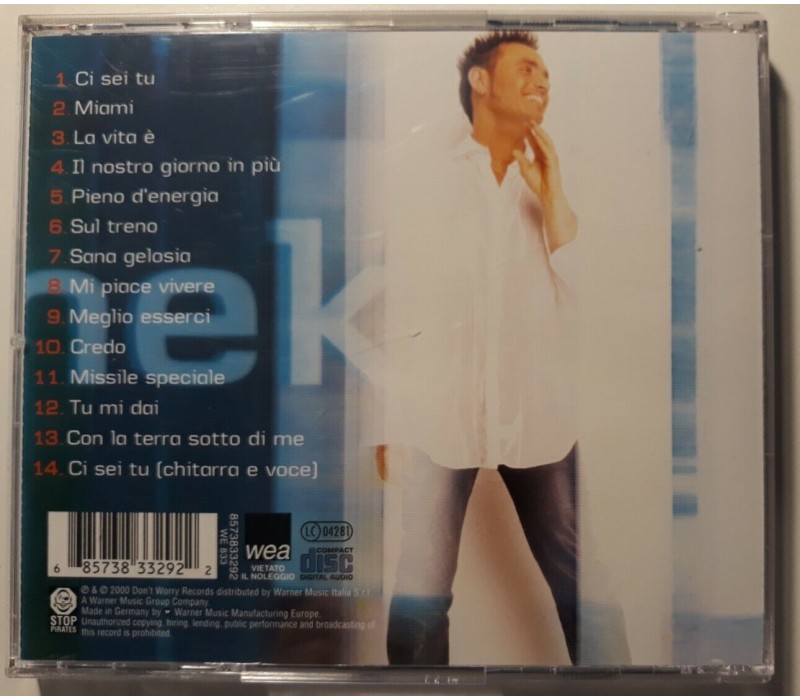 1. Ci sei tu
2. Miami
3. La vita è
4. Il nostro giorno in più
5. Pieno d'energia
6. Sul treno
7. Sana gelosia
8. Mi piace vivere
9. Meglio esserci
10. Credo
11. Missile speciale
12. Tu mi dai
13. Con la terra sotto di me
14. Ci sei tu (chitarra e voce)
nek
6 85738 33292 2
8573833292
WE 833
wea
VIETATO
IL NOLEGGIO
LC 04281
COMPACT
disc
DIGITAL AUDIO
STOP
PIRATES
℗ & © 2000 Don't Worry Records distributed by Warner Music Italia S.r.l.
A Warner Music Group Company.
Made in Germany by Warner Music Manufacturing Europe.
Unauthorized copying, hiring, lending, public performance and broadcasting of
this record is prohibited.